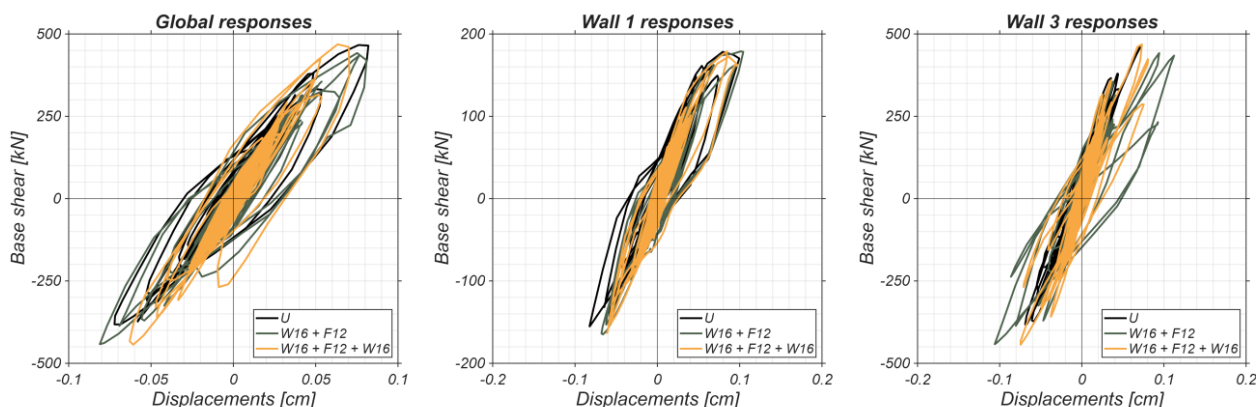 Global responses
500
250
0
-250
-500
-0.1
-0.05
0
0.05
0.1
Base shear [kN]
Displacements [cm]
U
W16 + F12
W16 + F12 + W16
Wall 1 responses
200
100
0
-100
-200
-0.2
-0.1
0
0.1
0.2
Base shear [kN]
Displacements [cm]
U
W16 + F12
W16 + F12 + W16
Wall 3 responses
500
250
0
-250
-500
-0.2
-0.1
0
0.1
0.2
Base shear [kN]
Displacements [cm]
U
W16 + F12
W16 + F12 + W16